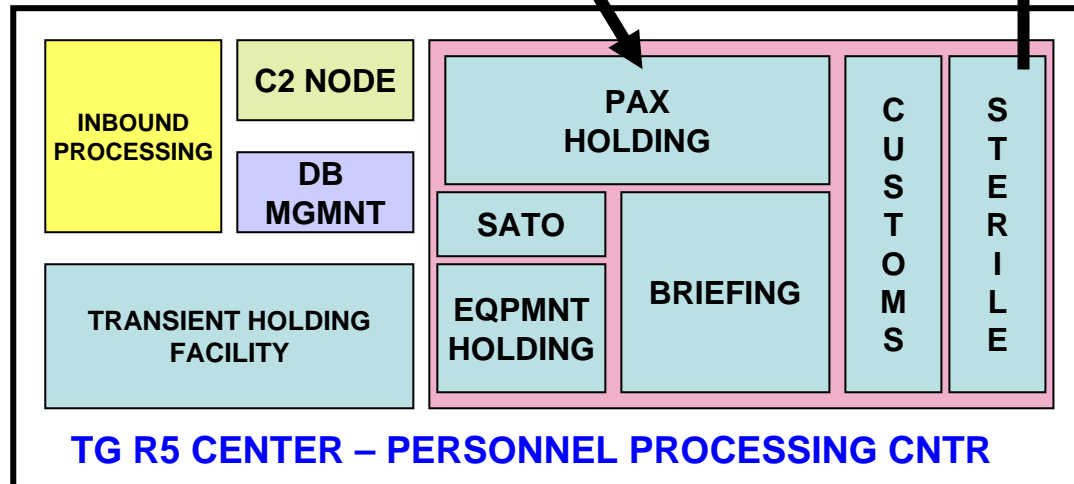 INBOUND
PROCESSING
C2 NODE
DB
MGMNT
TRANSIENT HOLDING
FACILITY
PAX
HOLDING
SATO
EQPMNT
HOLDING
BRIEFING
CUSTOMS
STERILE
TG R5 CENTER – PERSONNEL PROCESSING CNTR